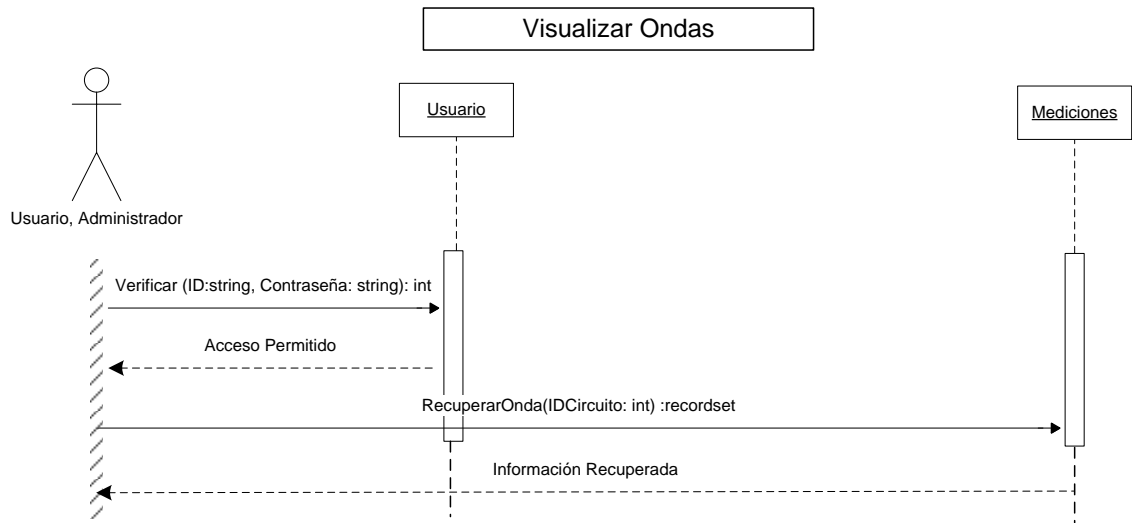 Visualizar Ondas
Usuario
Mediciones
Usuario, Administrador
Verificar (ID:string, Contraseña: string): int
Acceso Permitido
RecuperarOnda(IDCircuito: int) :recordset
Información Recuperada